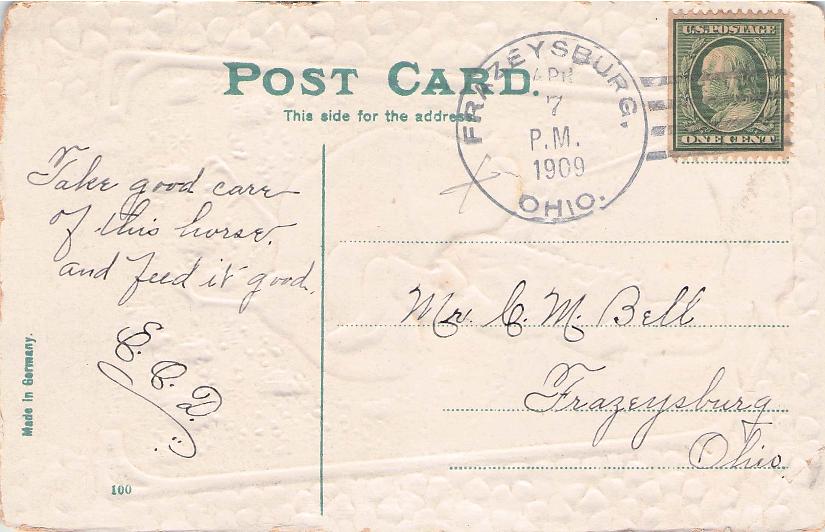 POST CARD.
This side for the address.
FRAZEYSBURG,
APR
7
P.M.
1909
OHIO.
U.S. POSTAGE
ONE CENT
Take good care
of this horse.
and feed it good.
E. C. D.
Mr. C. M. Bell
Frazeysburg
Ohio
Made in Germany.
100